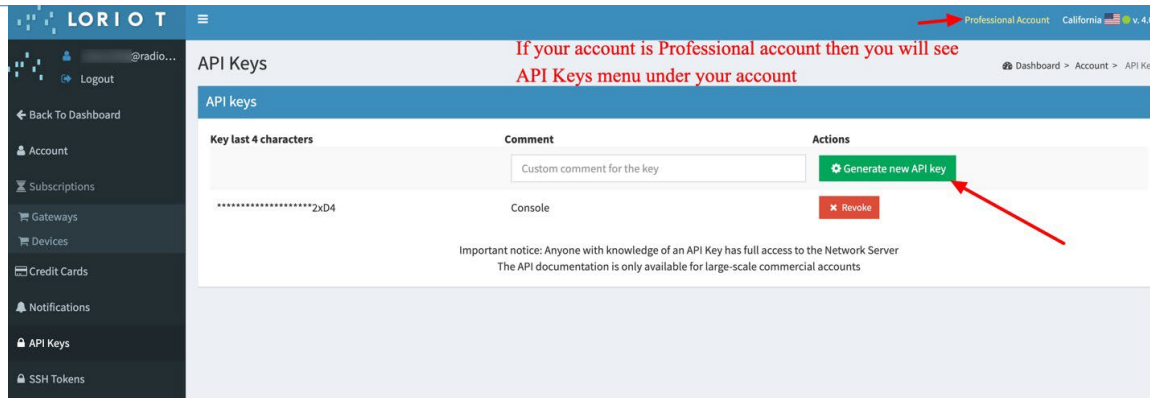 LORIOT
Professional Account California v. 4.
@radio...
Logout
API Keys
If your account is Professional account then you will see
API Keys menu under your account
Dashboard > Account > API Ke
Back To Dashboard
Account
Subscriptions
Gateways
Devices
Credit Cards
Notifications
API Keys
SSH Tokens
API keys
Key last 4 characters Comment Actions
Custom comment for the key Generate new API key
********************2xD4 Console Revoke
Important notice: Anyone with knowledge of an API Key has full access to the Network Server
The API documentation is only available for large-scale commercial accounts